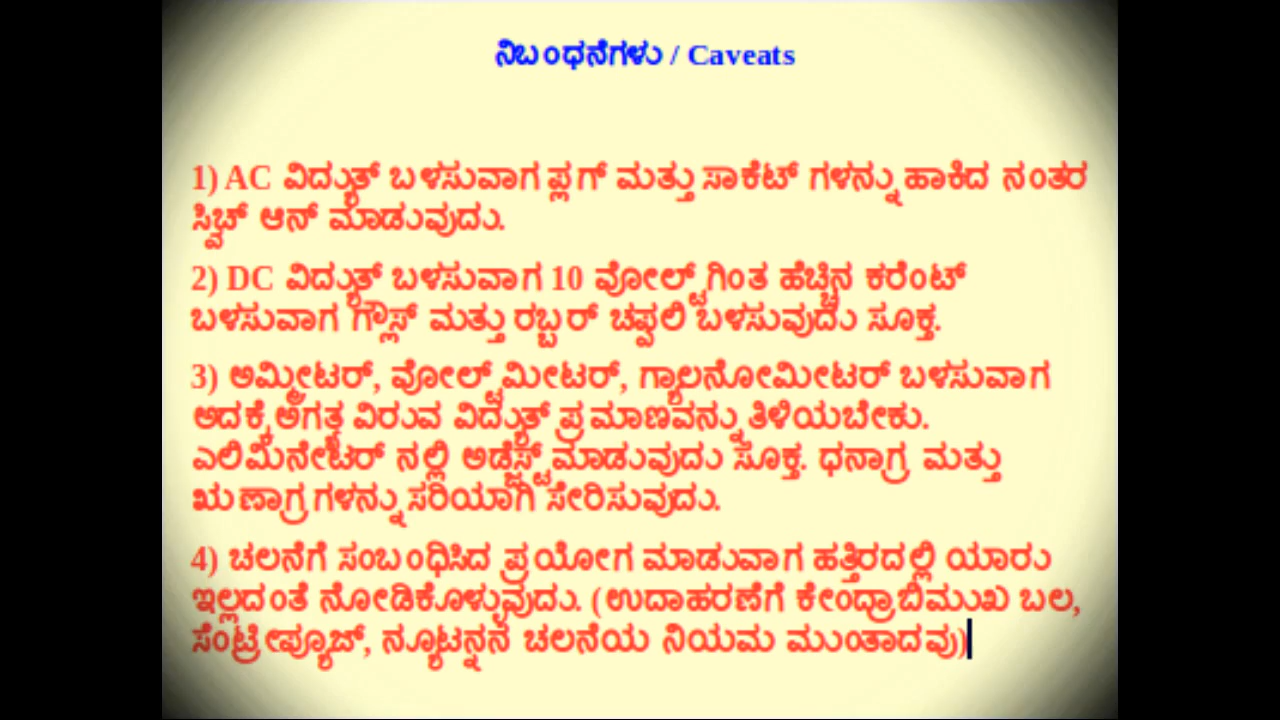 ನಿಬಂಧನೆಗಳು / Caveats
1) AC ವಿದ್ಯುತ್ ಬಳಸುವಾಗ ಪ್ಲಗ್ ಮತ್ತು ಸಾಕೆಟ್ ಗಳನ್ನು ಹಾಕಿದ ನಂತರ
ಸ್ವಿಚ್ ಆನ್ ಮಾಡುವುದು.
2) DC ವಿದ್ಯುತ್ ಬಳಸುವಾಗ 10 ವೋಲ್ಟ್‌ಗಿಂತ ಹೆಚ್ಚಿನ ಕರೆಂಟ್
ಬಳಸುವಾಗ ಗ್ಲೌಸ್ ಮತ್ತು ರಬ್ಬರ್ ಚಪ್ಪಲಿ ಬಳಸುವುದು ಸೂಕ್ತ.
3) ಅಮ್ಮೀಟರ್, ವೋಲ್ಟ್‌ಮೀಟರ್, ಗ್ಯಾಲನೋಮೀಟರ್ ಬಳಸುವಾಗ
ಅದಕ್ಕೆ ಅಗತ್ಯವಿರುವ ವಿದ್ಯುತ್ ಪ್ರಮಾಣವನ್ನು ತಿಳಿಯಬೇಕು.
ಎಲಿಮಿನೇಟರ್ ನಲ್ಲಿ ಅಡ್ಜೆಸ್ಟ್ ಮಾಡುವುದು ಸೂಕ್ತ. ಧನಾಗ್ರ ಮತ್ತು
ಋಣಾಗ್ರಗಳನ್ನು ಸರಿಯಾಗಿ ಸೇರಿಸುವುದು.
4) ಚಲನೆಗೆ ಸಂಬಂಧಿಸಿದ ಪ್ರಯೋಗ ಮಾಡುವಾಗ ಹತ್ತಿರದಲ್ಲಿ ಯಾರು
ಇಲ್ಲದಂತೆ ನೋಡಿಕೊಳ್ಳುವುದು. (ಉದಾಹರಣೆಗೆ ಕೇಂದ್ರಾಬಿಮುಖ ಬಲ,
ಸೆಂಟ್ರೀಪ್ಯೂಜ್, ನ್ಯೂಟನ್ನನ ಚಲನೆಯ ನಿಯಮ ಮುಂತಾದವು)